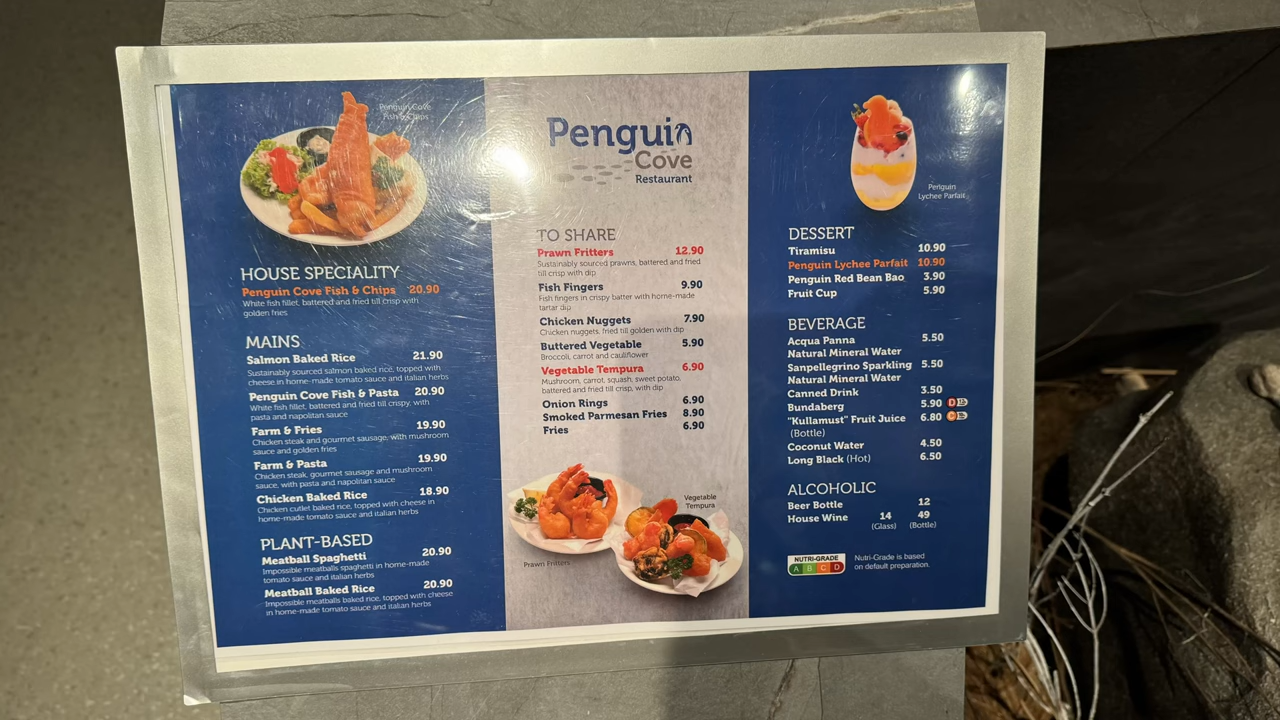 Penguin Cove
Fish & Chips
HOUSE SPECIALITY
Penguin Cove Fish & Chips 20.90
White fish fillet, battered and fried till crisp with
golden fries
MAINS
Salmon Baked Rice 21.90
Sustainably sourced salmon baked rice, topped with
cheese in home-made tomato sauce and italian herbs
Penguin Cove Fish & Pasta 20.90
White fish fillet, battered and fried till crispy, with
pasta and napolitan sauce
Farm & Fries 19.90
Chicken steak and gourmet sausage, with mushroom
sauce and golden fries
Farm & Pasta 19.90
Chicken steak, gourmet sausage and mushroom
sauce, with pasta and napolitan sauce
Chicken Baked Rice 18.90
Chicken cutlet baked rice, topped with cheese in
home-made tomato sauce and italian herbs
PLANT-BASED
Meatball Spaghetti 20.90
Impossible meatballs spaghetti in home-made
tomato sauce and italian herbs
Meatball Baked Rice 20.90
Impossible meatballs baked rice, topped with cheese
in home-made tomato sauce and italian herbs
Penguin
Cove
Restaurant
TO SHARE
Prawn Fritters 12.90
Sustainably sourced prawns, battered and fried
till crisp with dip
Fish Fingers 9.90
Fish fingers in crispy batter with home-made
tartar dip
Chicken Nuggets 7.90
Chicken nuggets, fried till golden with dip
Buttered Vegetable 5.90
Broccoli, carrot and cauliflower
Vegetable Tempura 6.90
Mushroom, carrot, squash, sweet potato,
battered and fried till crisp, with dip
Onion Rings 6.90
Smoked Parmesan Fries 8.90
Fries 6.90
Vegetable
Tempura
Prawn Fritters
Penguin
Lychee Parfait
DESSERT
Tiramisu 10.90
Penguin Lychee Parfait 10.90
Penguin Red Bean Bao 3.90
Fruit Cup 5.90
BEVERAGE
Acqua Panna 5.50
Natural Mineral Water
Sanpellegrino Sparkling 5.50
Natural Mineral Water
Canned Drink 3.50
Bundaberg 5.90 D
"Kullamust" Fruit Juice 6.80 C
(Bottle)
Coconut Water 4.50
Long Black (Hot) 6.50
ALCOHOLIC
Beer Bottle 12
House Wine 14 49
(Glass) (Bottle)
NUTRI-GRADE
A B C D
Nutri-Grade is based
on default preparation.